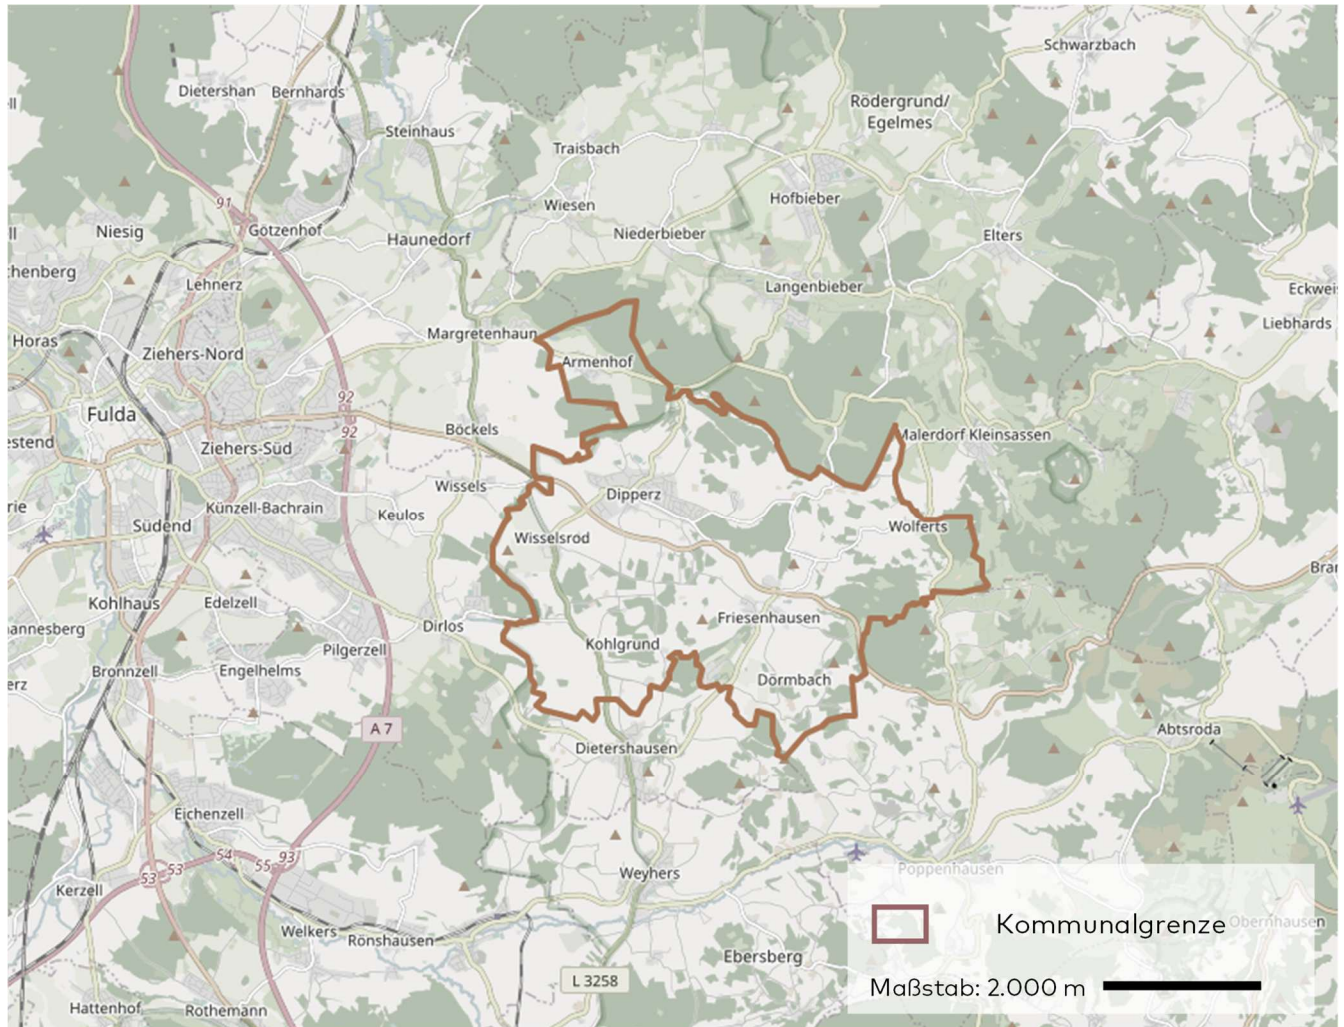 Schwarzbach
Dietershan
Bernhards
Rödergrund/
Egelmes
Steinhaus
Traisbach
Hofbieber
Wiesen
91
Niesig
Götzenhof
Haunedorf
Niederbieber
Elters
chenberg
Lehnerz
Langenbieber
Eckwei
Liebhards
Horas
Margretenhaun
Ziehers-Nord
Armenhof
92
Fulda
92
Böckels
Malerdorf Kleinsassen
estend
Ziehers-Süd
Wissels
Dipperz
rie
Künzell-Bachrain
Keulos
Südend
Wisselsrod
Wolferts
Bra
Kohlhaus
Edelzell
Friesenhausen
annesberg
Dirlos
Kohlgrund
Pilgerzell
Bronnzell
Engelhelms
Dörmbach
erz
A 7
Abtsroda
Dietershausen
Eichenzell
54
55
93
53
53
Poppenhausen
Weyhers
Kerzell
Kommunalgrenze
Obernhausen
Welkers
Rönshausen
Ebersberg
L 3258
Maßstab: 2.000 m
Hattenhof
Rothemann